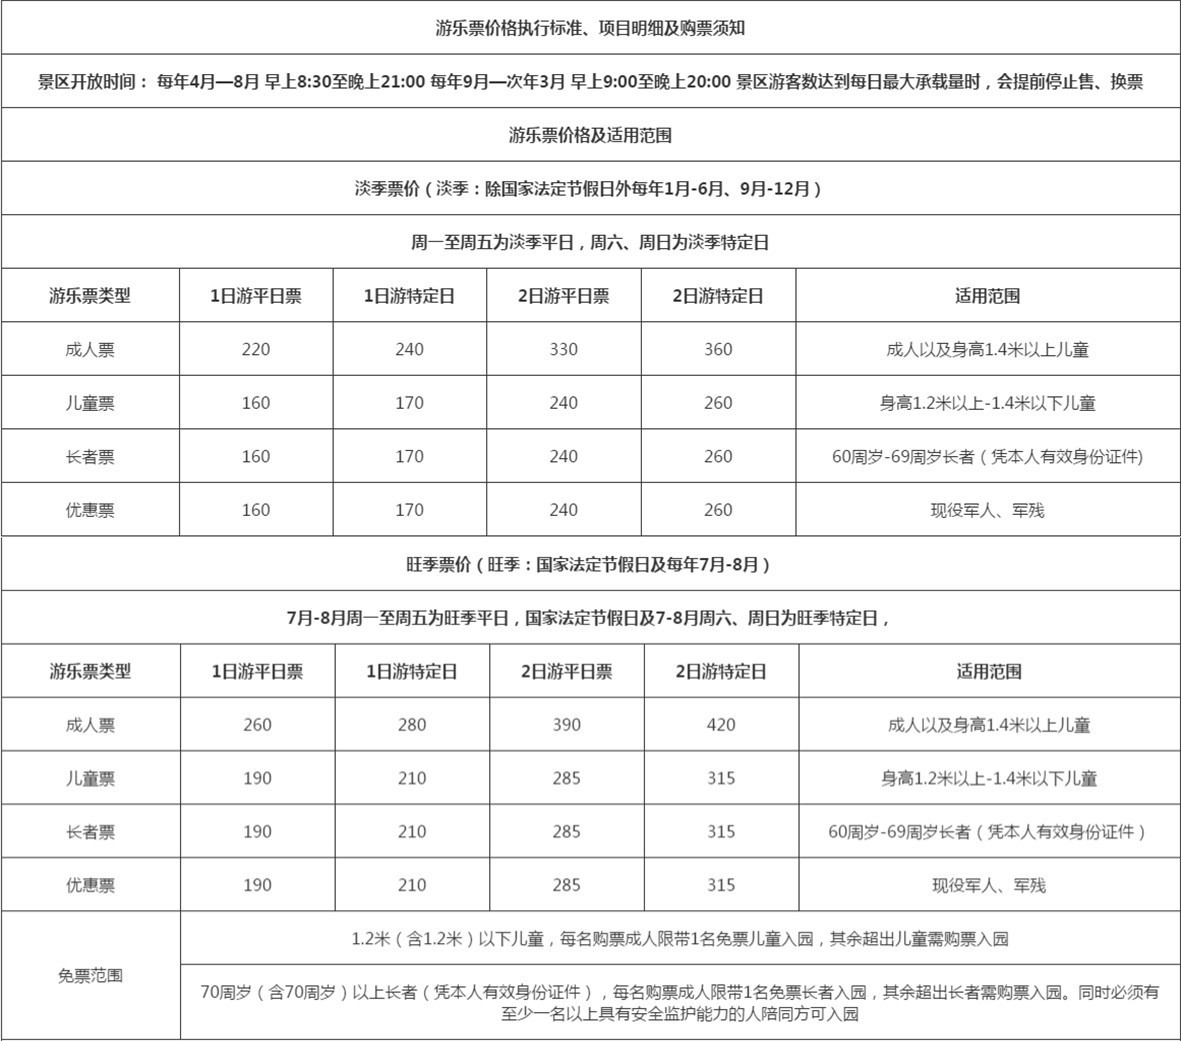 游乐票价格执行标准、项目明细及购票须知
景区开放时间： 每年4月—8月 早上8:30至晚上21:00 每年9月—次年3月 早上9:00至晚上20:00 景区游客数达到每日最大承载量时，会提前停止售、换票
游乐票价格及适用范围
淡季票价（淡季：除国家法定节假日外每年1月-6月、9月-12月）
周一至周五为淡季平日，周六、周日为淡季特定日
游乐票类型 1日游平日票 1日游特定日 2日游平日票 2日游特定日 适用范围
成人票 220 240 330 360 成人以及身高1.4米以上儿童
儿童票 160 170 240 260 身高1.2米以上-1.4米以下儿童
长者票 160 170 240 260 60周岁-69周岁长者（凭本人有效身份证件)
优惠票 160 170 240 260 现役军人、军残
旺季票价（旺季：国家法定节假日及每年7月-8月）
7月-8月周一至周五为旺季平日，国家法定节假日及7-8月周六、周日为旺季特定日，
游乐票类型 1日游平日票 1日游特定日 2日游平日票 2日游特定日 适用范围
成人票 260 280 390 420 成人以及身高1.4米以上儿童
儿童票 190 210 285 315 身高1.2米以上-1.4米以下儿童
长者票 190 210 285 315 60周岁-69周岁长者（凭本人有效身份证件）
优惠票 190 210 285 315 现役军人、军残
免票范围
1.2米（含1.2米）以下儿童，每名购票成人限带1名免票儿童入园，其余超出儿童需购票入园
70周岁（含70周岁）以上长者（凭本人有效身份证件），每名购票成人限带1名免票长者入园，其余超出长者需购票入园。同时必须有
至少一名以上具有安全监护能力的人陪同方可入园